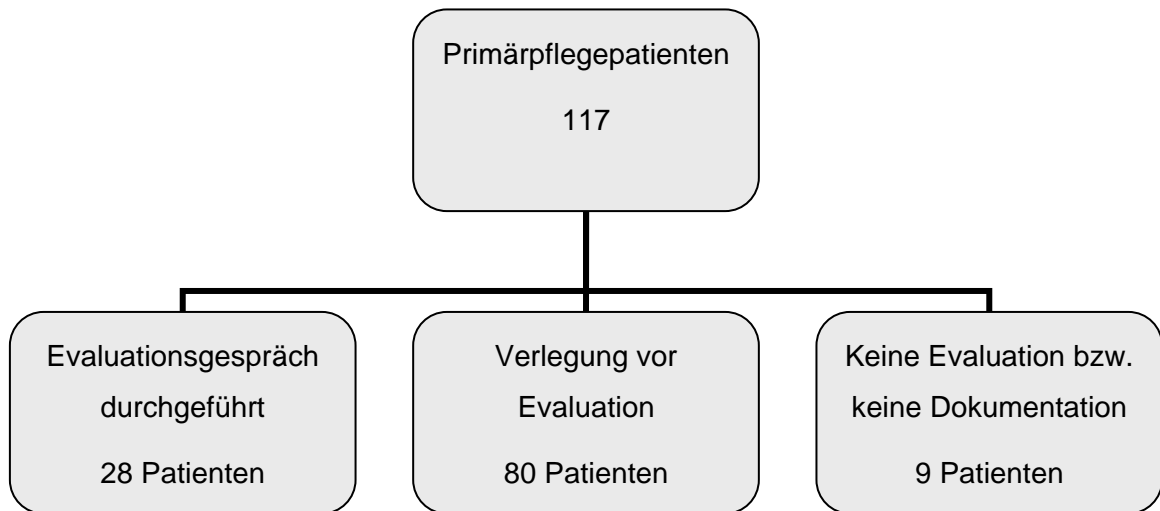 Primärpflegepatienten
117
Evaluationsgespräch
durchgeführt
28 Patienten
Verlegung vor
Evaluation
80 Patienten
Keine Evaluation bzw.
keine Dokumentation
9 Patienten